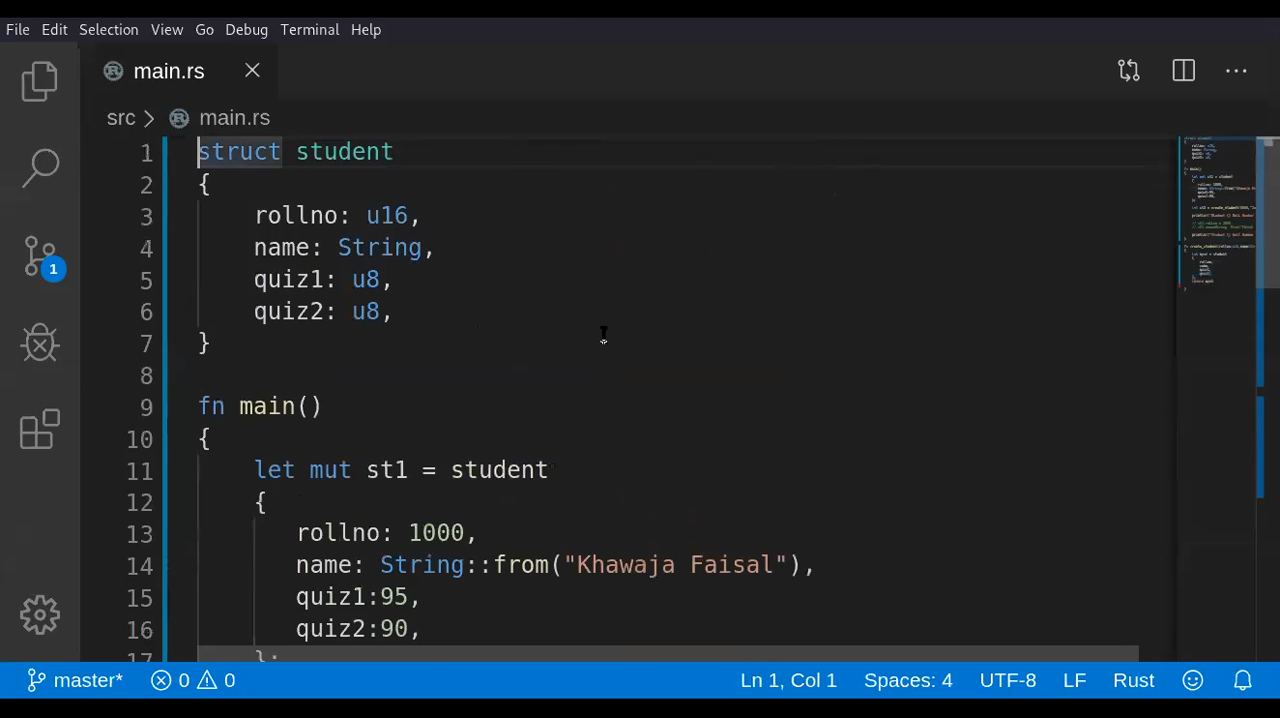 File Edit Selection View Go Debug Terminal Help
main.rs
src > main.rs
1 struct student
2 {
3 rollno: u16,
4 name: String,
5 quiz1: u8,
6 quiz2: u8,
7 }
8
9 fn main()
10 {
11 let mut st1 = student
12 {
13 rollno: 1000,
14 name: String::from("Khawaja Faisal"),
15 quiz1:95,
16 quiz2:90,
17 };
1
master* 0 0 Ln 1, Col 1 Spaces: 4 UTF-8 LF Rust